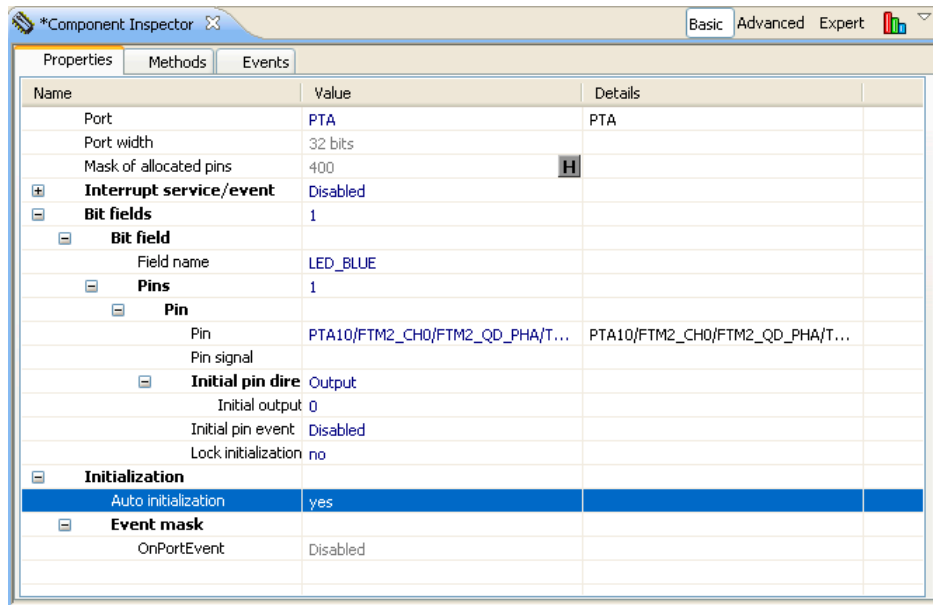 *Component Inspector
Basic Advanced Expert
Properties Methods Events
Name Value Details
Port PTA PTA
Port width 32 bits
Mask of allocated pins 400 H
Interrupt service/event Disabled
Bit fields 1
Bit field
Field name LED_BLUE
Pins 1
Pin
Pin PTA10/FTM2_CH0/FTM2_QD_PHA/T... PTA10/FTM2_CH0/FTM2_QD_PHA/T...
Pin signal
Initial pin dire Output
Initial output 0
Initial pin event Disabled
Lock initialization no
Initialization
Auto initialization yes
Event mask
OnPortEvent Disabled